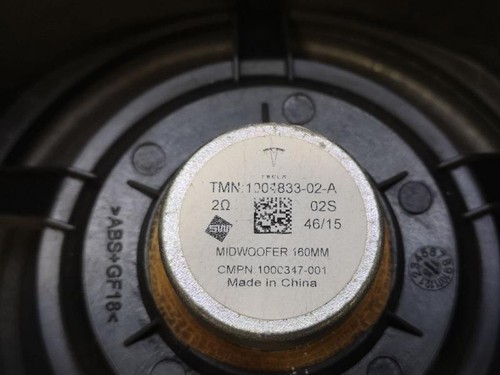 TESLA
TMN 1004833-02-A
2Ω 02S
SW 46/15
MIDWOOFER 160MM
CMPN 1000347-001
Made in China
>ABS+GF18<